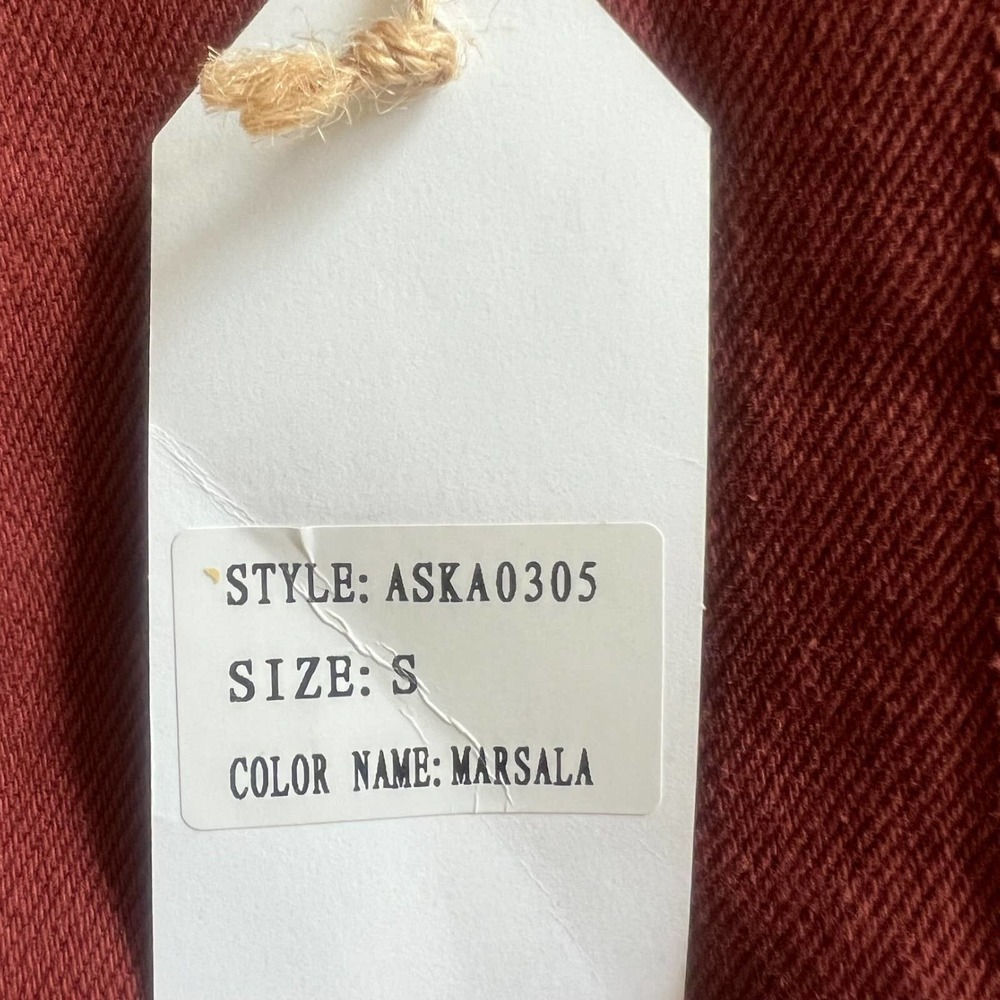 STYLE: ASKA0305
SIZE: S
COLOR NAME: MARSALA